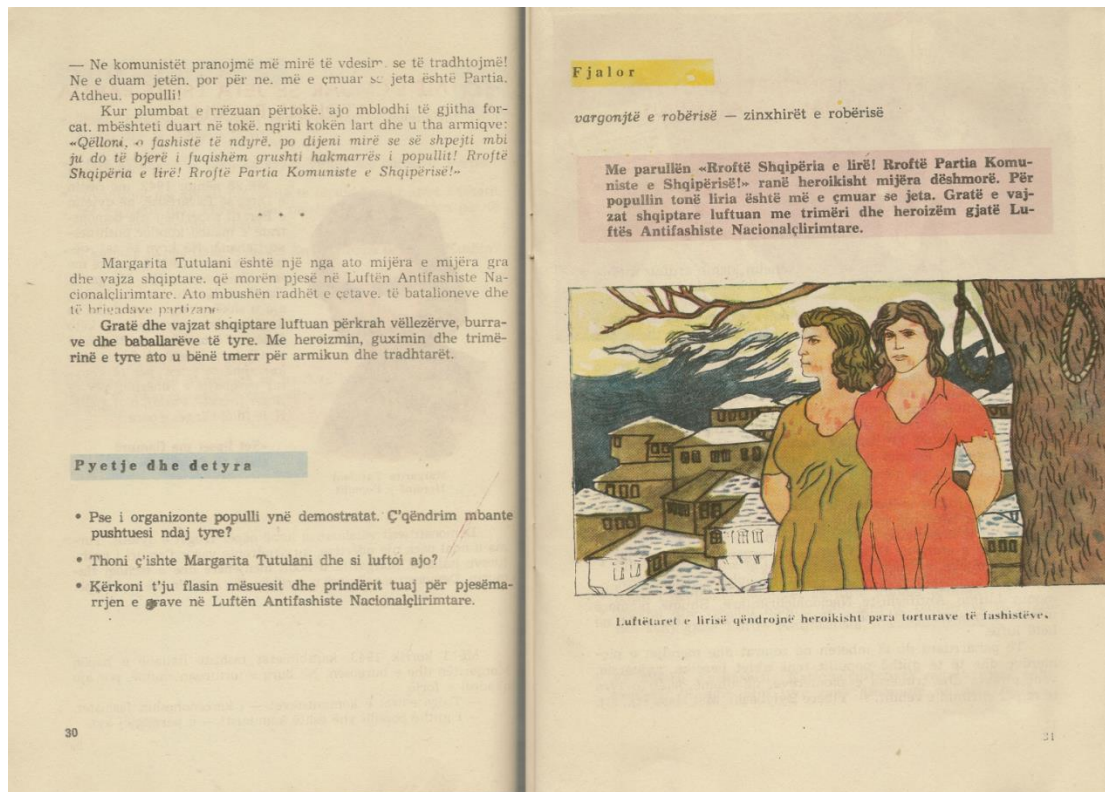 — Ne komunistët pranojmë më mirë të vdesim. se të tradhtojmë!
Ne e duam jetën. por për ne. më e çmuar se jeta është Partia.
Atdheu. populli!
Kur plumbat e rrëzuan përtokë. ajo mblodhi të gjitha for-
cat. mbështeti duart në tokë. ngriti kokën lart dhe u tha armiqve:
«Qëlloni, o fashistë të ndyrë, po dijeni mirë se së shpejti mbi
ju do të bjerë i fuqishëm grushti hakmarrës i popullit! Rroftë
Shqipëria e lirë! Rroftë Partia Komuniste e Shqipërisë!»
* * *
Margarita Tutulani është një nga ato mijëra e mijëra gra
dhe vajza shqiptare. që morën pjesë në Luftën Antifashiste Na-
cionalçlirimtare. Ato mbushën radhët e çetave. të batalioneve dhe
të brigadave partizane
Gratë dhe vajzat shqiptare luftuan përkrah vëllezërve, burra-
ve dhe baballarëve të tyre. Me heroizmin, guximin dhe trimë-
rinë e tyre ato u bënë tmerr për armikun dhe tradhtarët.
Pyetje dhe detyra
• Pse i organizonte populli ynë demostratat. Ç'qëndrim mbante
pushtuesi ndaj tyre?
• Thoni ç'ishte Margarita Tutulani dhe si luftoi ajo?
• Kërkoni t'ju flasin mësuesit dhe prindërit tuaj për pjesëma-
rrjen e grave në Luftën Antifashiste Nacionalçlirimtare.
30
Fjalor
vargonjtë e robërisë — zinxhirët e robërisë
Me parullën «Rroftë Shqipëria e lirë! Rroftë Partia Komu-
niste e Shqipërisë!» ranë heroikisht mijëra dëshmorë. Për
popullin tonë liria është më e çmuar se jeta. Gratë e vaj-
zat shqiptare luftuan me trimëri dhe heroizëm gjatë Lu-
ftës Antifashiste Nacionalçlirimtare.
Luftëtaret e lirisë qëndrojnë heroikisht para torturave të fashistëve.
31